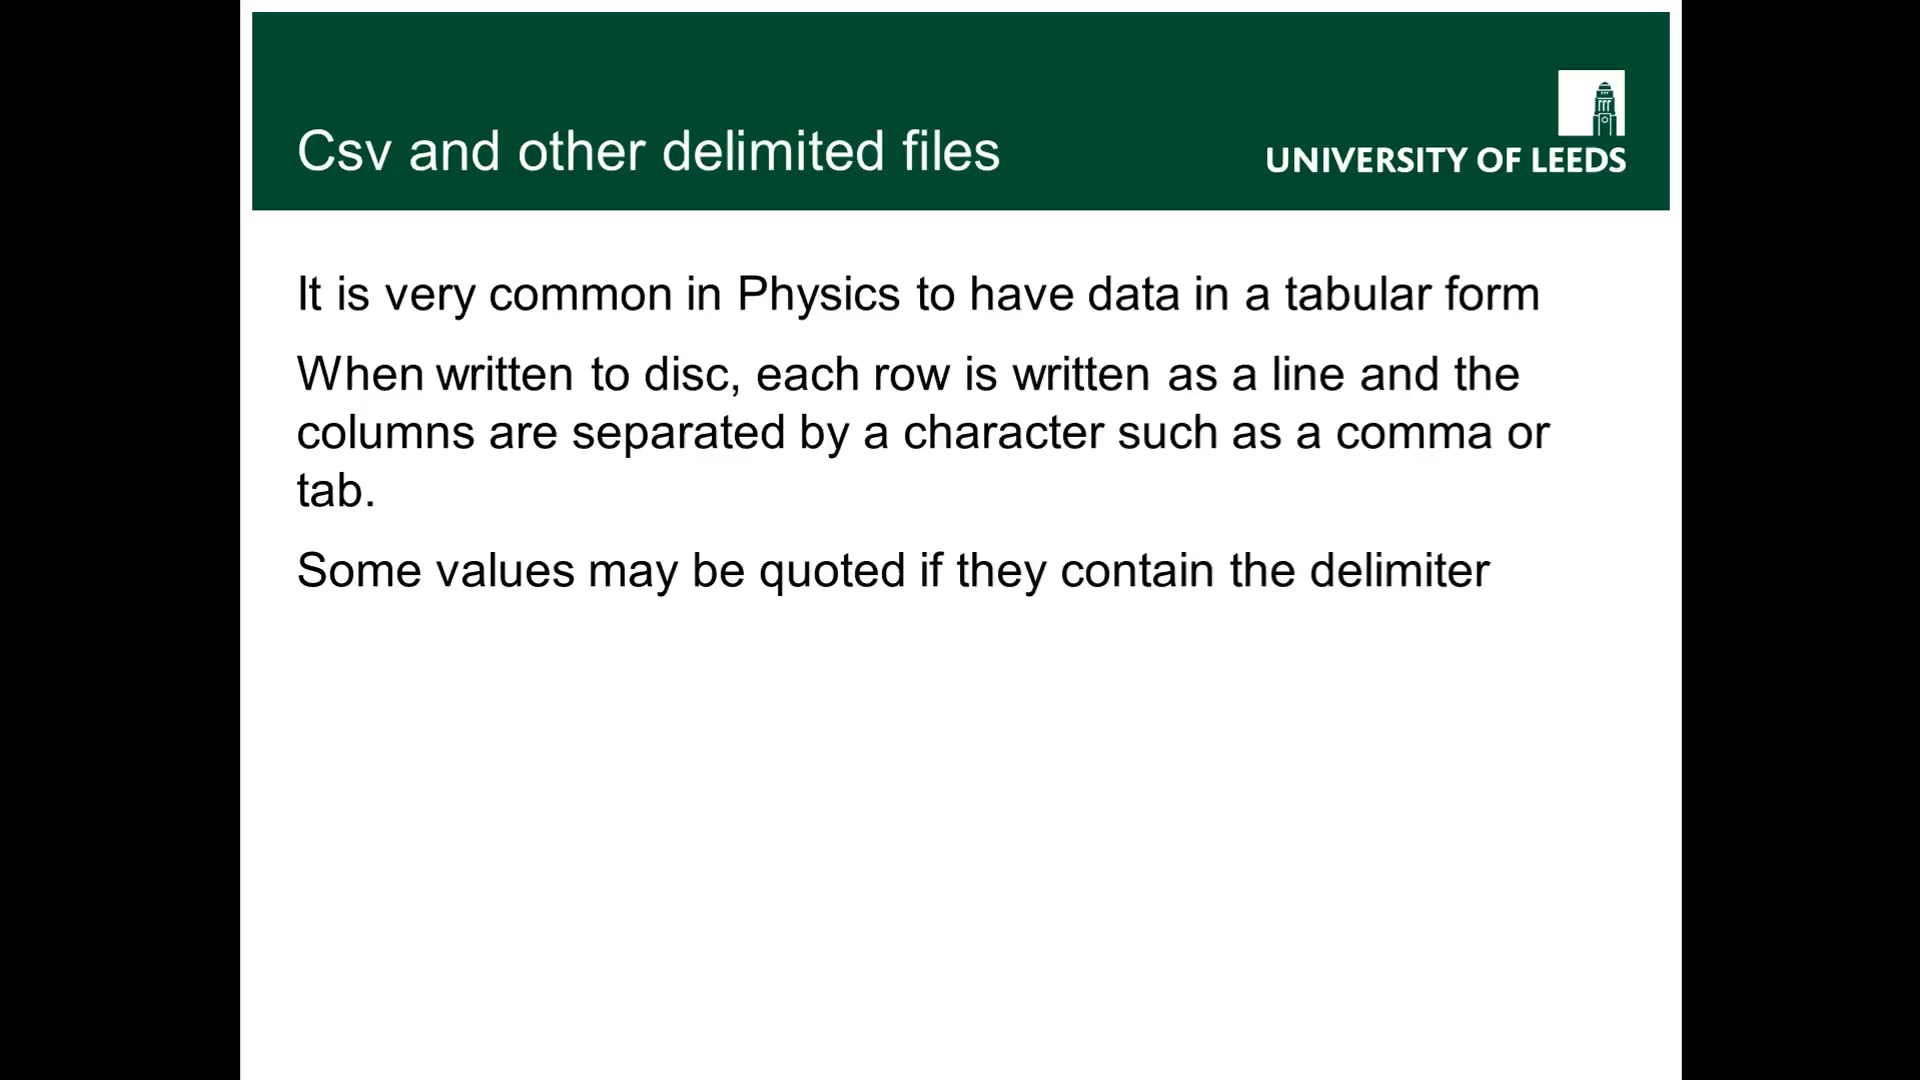 Csv and other delimited files
UNIVERSITY OF LEEDS
It is very common in Physics to have data in a tabular form
When written to disc, each row is written as a line and the
columns are separated by a character such as a comma or
tab.
Some values may be quoted if they contain the delimiter